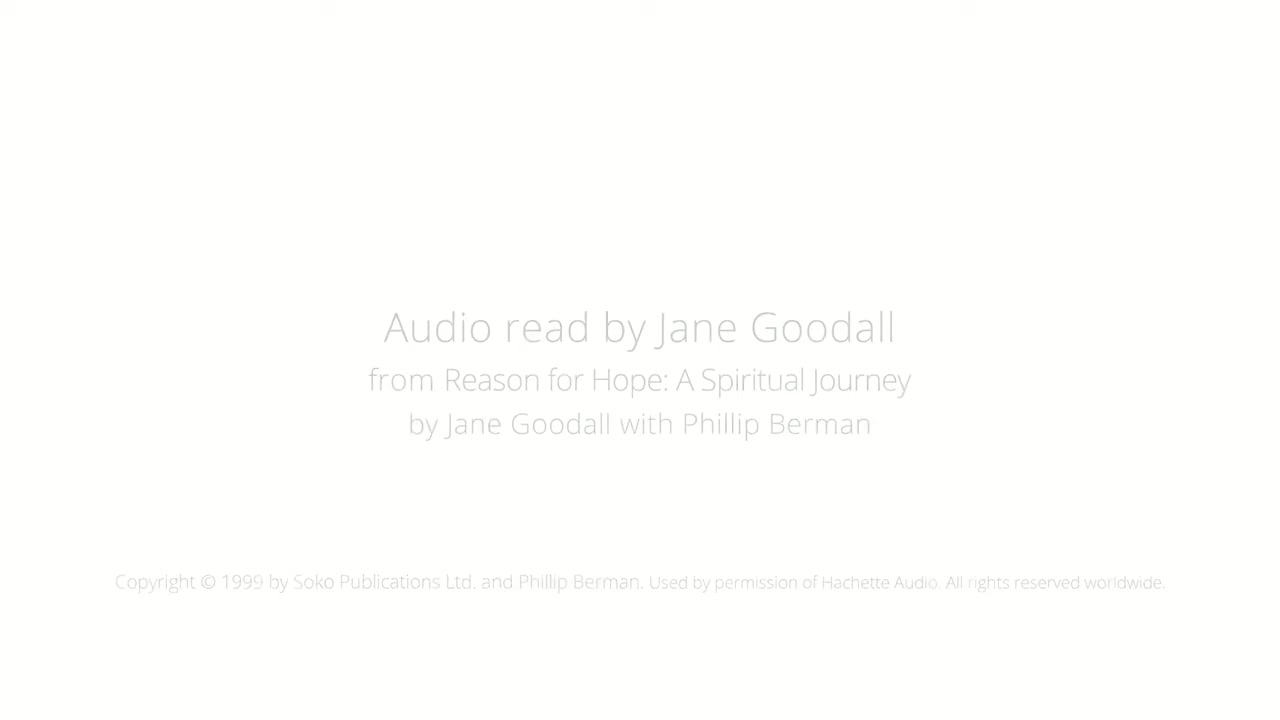 Audio read by Jane Goodall
from Reason for Hope: A Spiritual Journey
by Jane Goodall with Phillip Berman
Copyright © 1999 by Soko Publications Ltd. and Phillip Berman. Used by permission of Hachette Audio. All rights reserved worldwide.